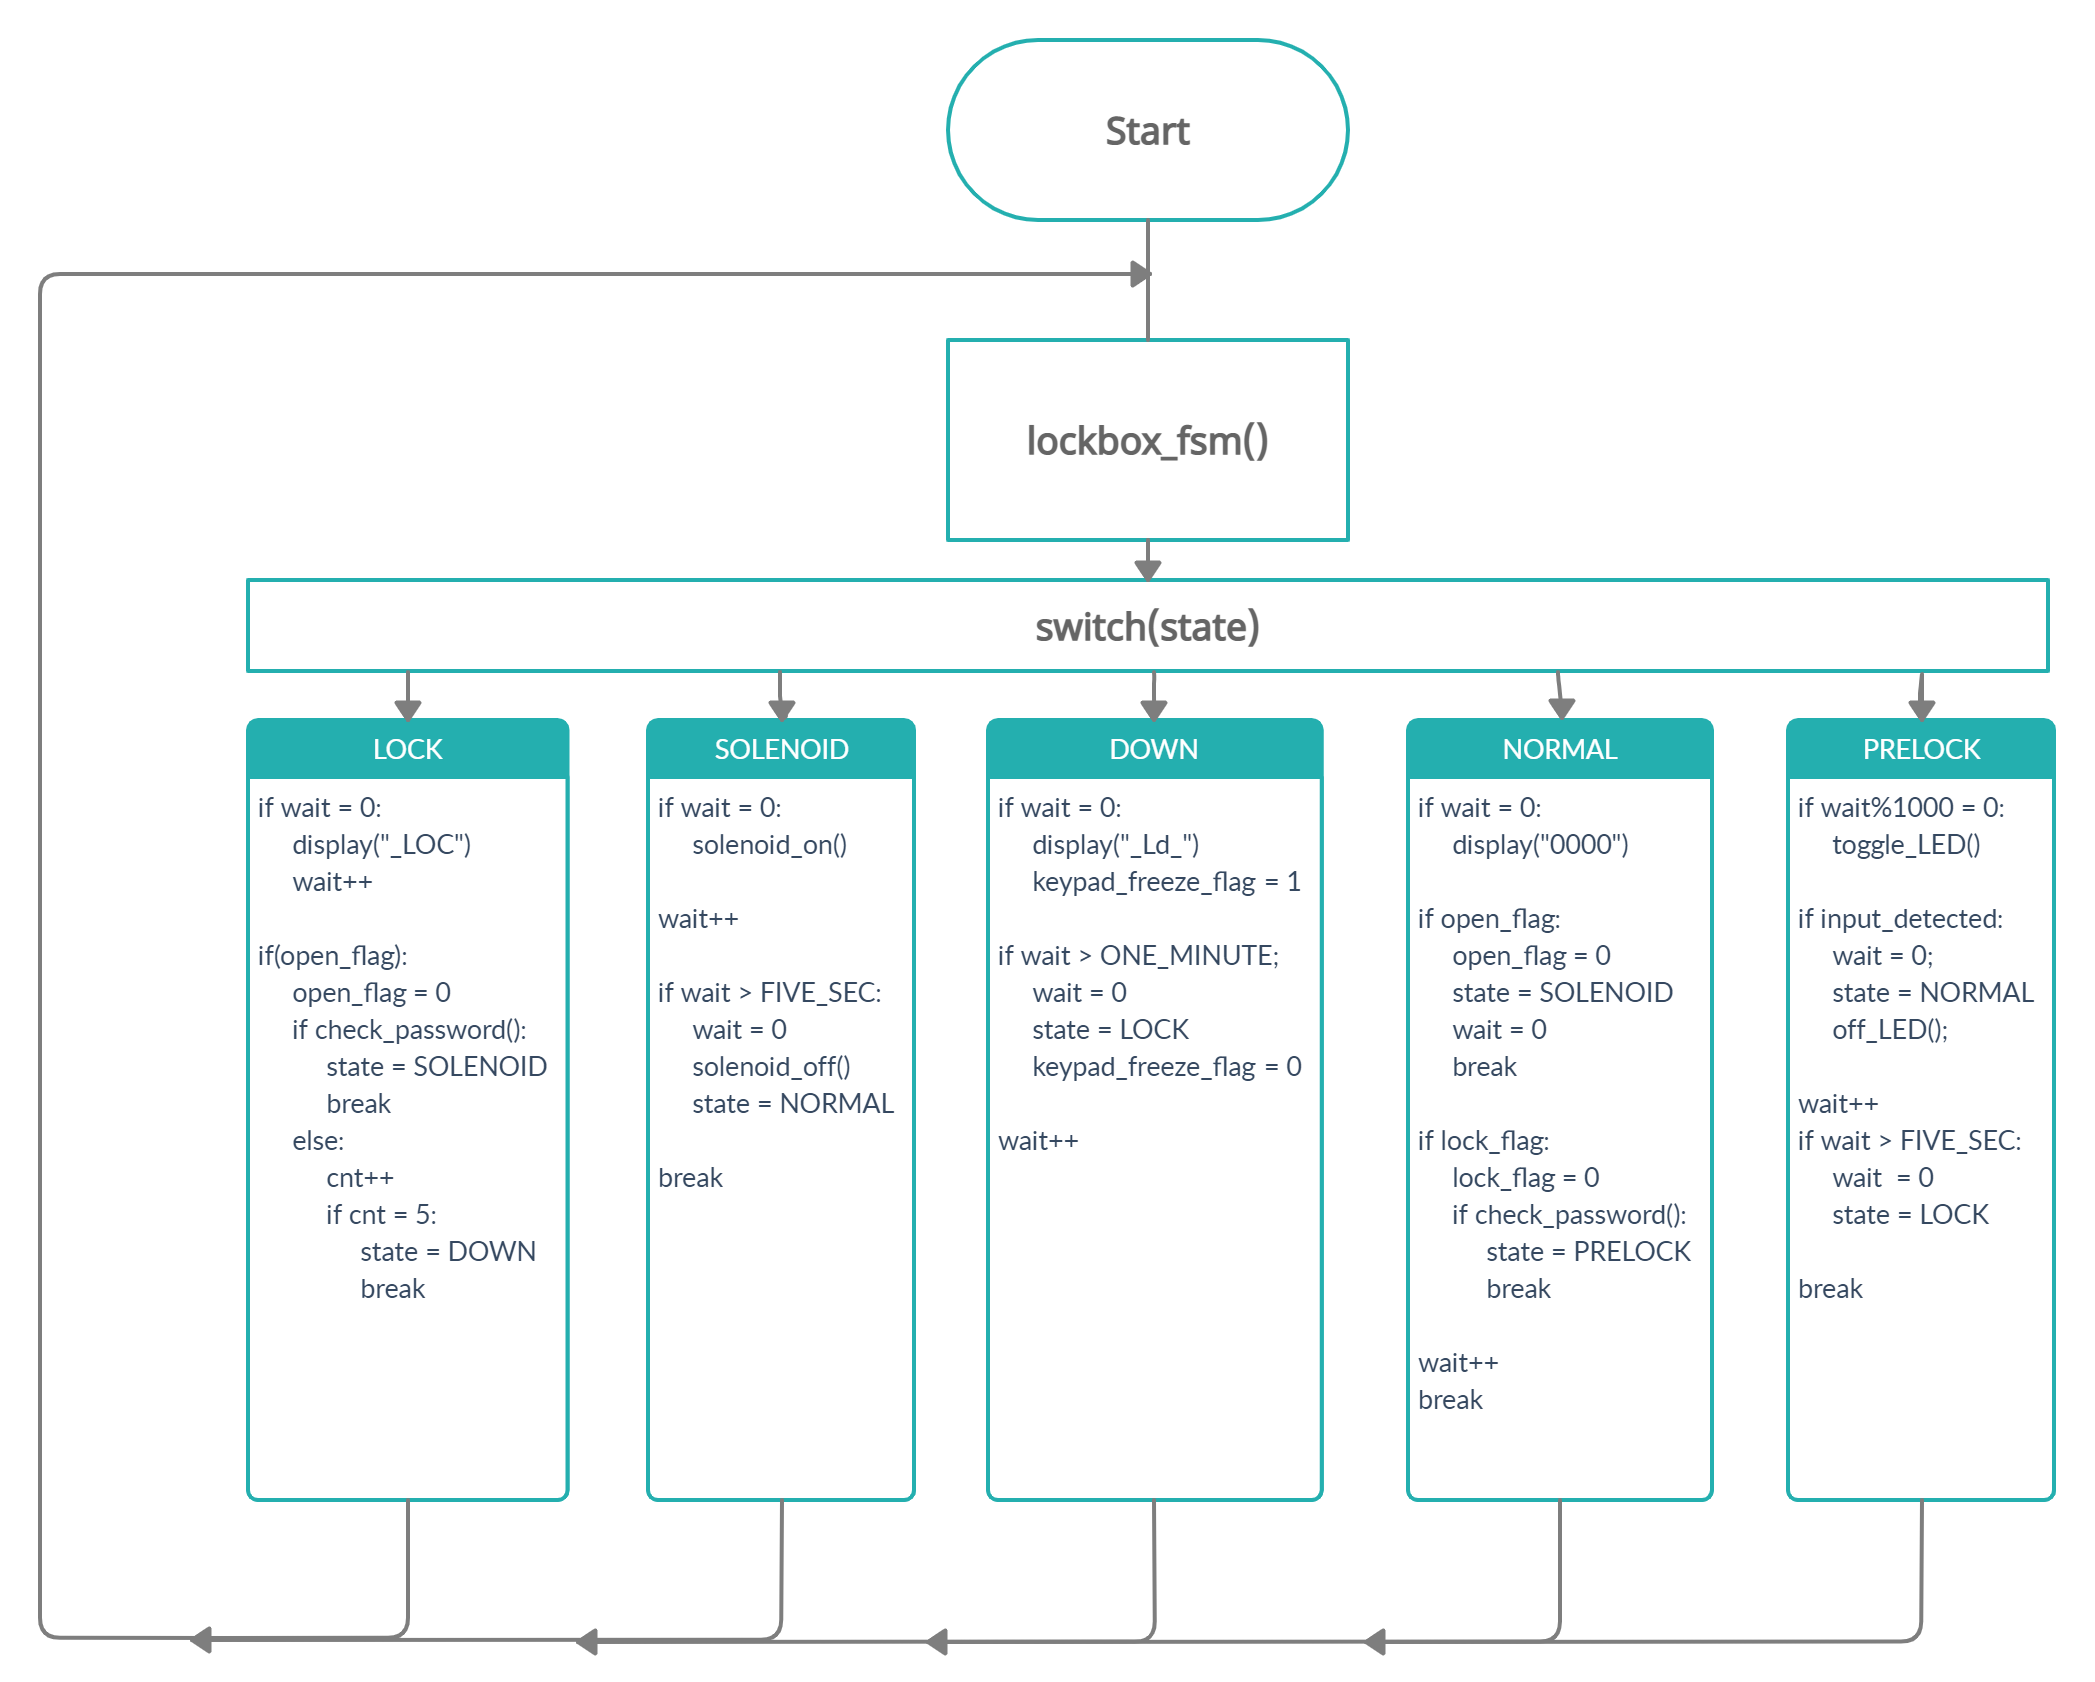 Start
lockbox_fsm()
switch(state)
LOCK
if wait = 0:
display("_LOC")
wait++
if(open_flag):
open_flag = 0
if check_password():
state = SOLENOID
break
else:
cnt++
if cnt = 5:
state = DOWN
break
SOLENOID
if wait = 0:
solenoid_on()
wait++
if wait > FIVE_SEC:
wait = 0
solenoid_off()
state = NORMAL
break
DOWN
if wait = 0:
display("_Ld_")
keypad_freeze_flag = 1
if wait > ONE_MINUTE;
wait = 0
state = LOCK
keypad_freeze_flag = 0
wait++
NORMAL
if wait = 0:
display("0000")
if open_flag:
open_flag = 0
state = SOLENOID
wait = 0
break
if lock_flag:
lock_flag = 0
if check_password():
state = PRELOCK
break
wait++
break
PRELOCK
if wait%1000 = 0:
toggle_LED()
if input_detected:
wait = 0;
state = NORMAL
off_LED();
wait++
if wait > FIVE_SEC:
wait  = 0
state = LOCK
break